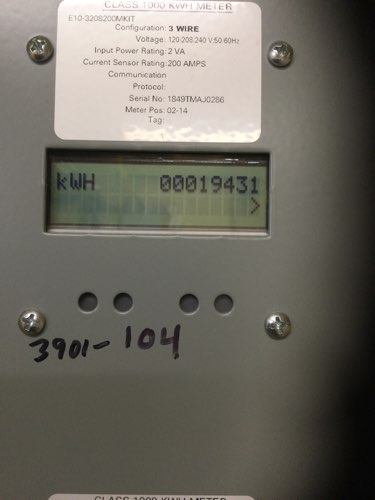 CLASS 1000 KWH METER
E10-3208200MKIT
Configuration: 3 WIRE
Voltage: 120 208 240 V:50.60Hz
Input Power Rating: 2 VA
Current Sensor Rating: 200 AMPS
Communication
Protocol:
Serial No: 1849TMAJ0286
Meter Pos: 02-14
Tag:
kWH 00019431
>
3901-104
CLASS 1000 KWH METER